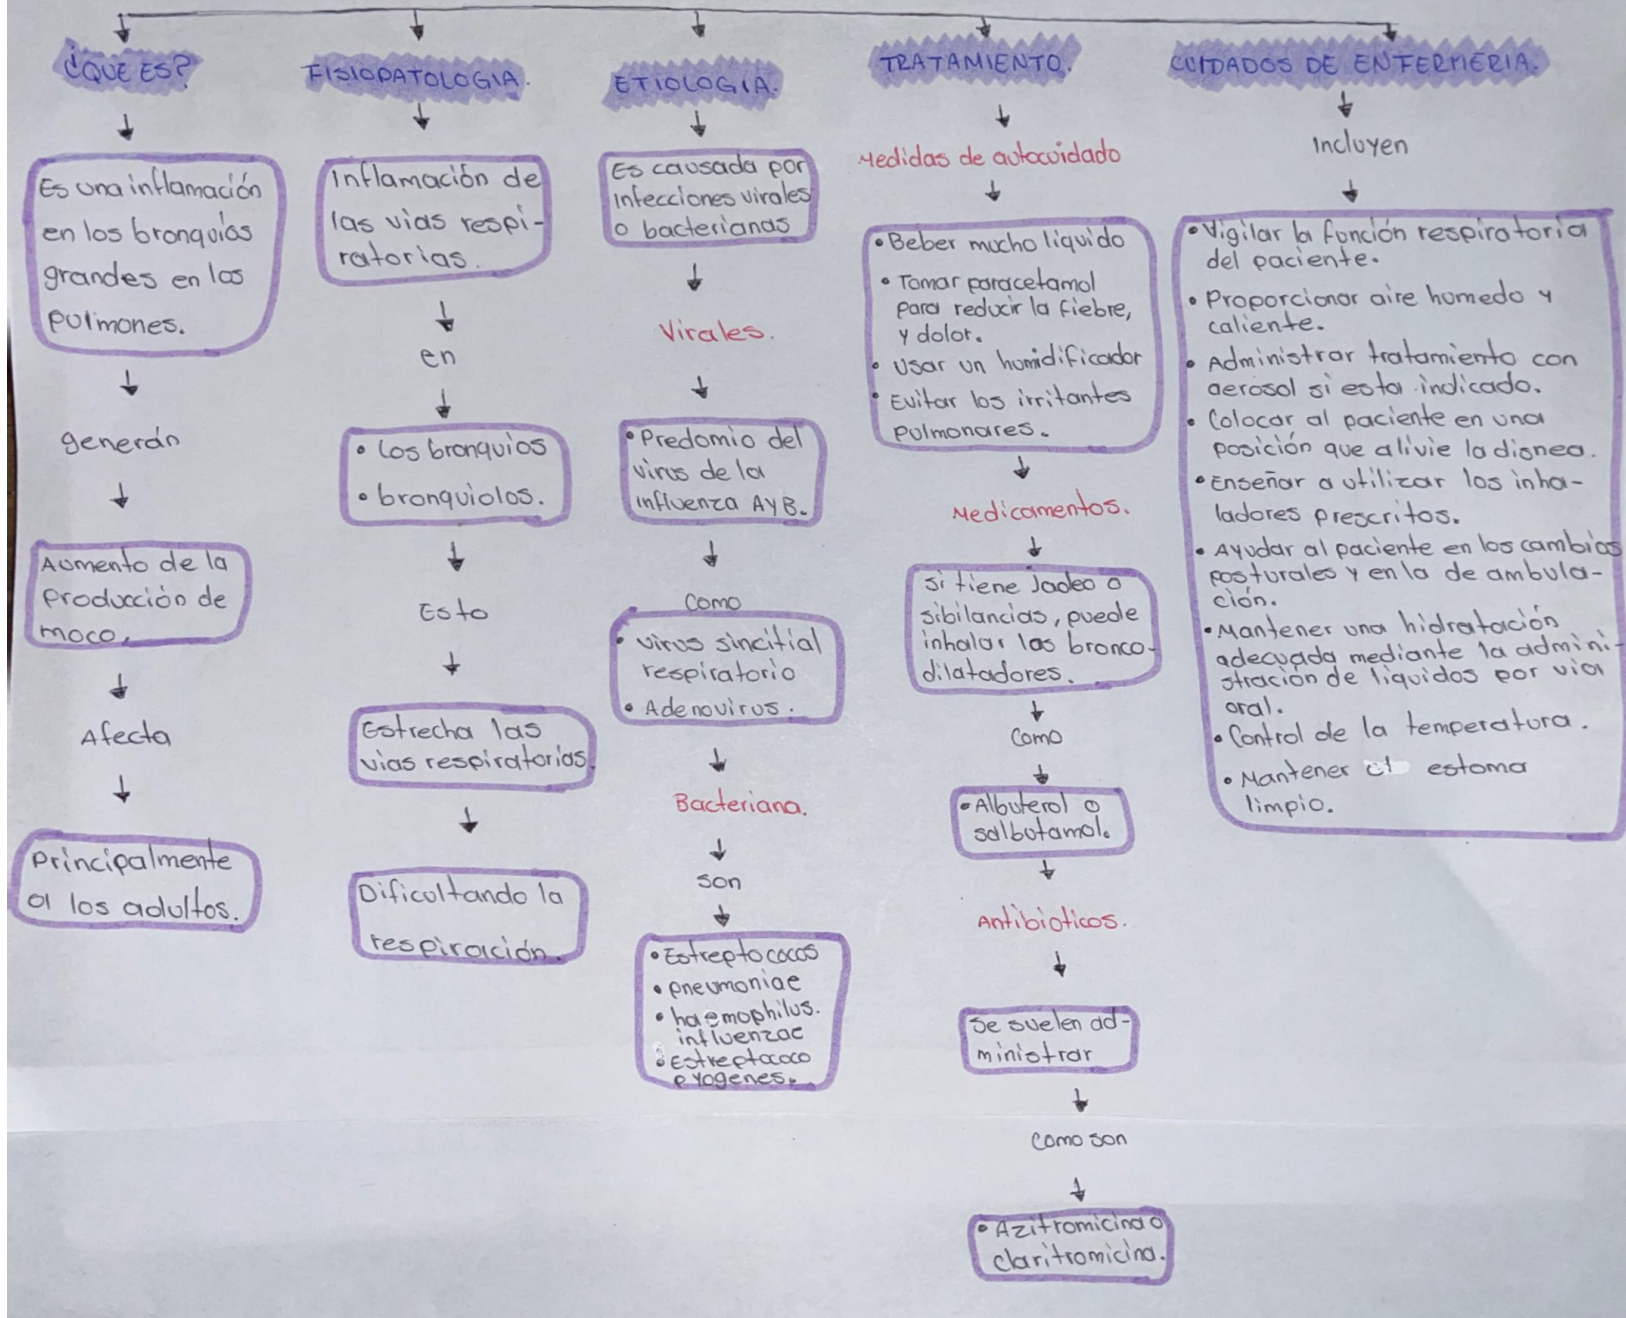 ¿QUE ES?
Es una inflamación
en los bronquios
grandes en los
pulmones.
generán
Aumento de la
Producción de
moco.
Afecta
Principalmente
a los adultos.
FISIOPATOLOGIA.
Inflamación de
las vias respi-
ratorias.
en
• los bronquios
• bronquiolos.
Esto
Estrecha las
vias respiratorias.
Dificultando la
respiración.
ETIOLOGIA.
Es causada por
infecciones virales
o bacterianas
Virales.
• Predomio del
virus de la
influenza AyB.
como
• virus sincitial
respiratorio
• Adenovirus.
Bacteriana.
son
• Estreptococos
• pneumoniae
• haemophilus.
influenzae
• Estreptococo
pyogenes.
TRATAMIENTO.
Medidas de autocuidado
• Beber mucho liquido
• Tomar paracetamol
para reducir la fiebre,
y dolor.
• Usar un humidificador
• Evitar los irritantes
pulmonares.
Medicamentos.
si tiene Jadeo o
sibilancias, puede
inhalar las bronco-
dilatadores.
como
• Albuterol o
salbutamol.
Antibioticos.
Se suelen ad-
ministrar
como son
• Azitromicina o
claritromicina.
CUIDADOS DE ENFERMERIA.
Incluyen
• Vigilar la función respiratoria
del paciente.
• Proporcionar aire humedo y
caliente.
• Administrar tratamiento con
aerosol si esta indicado.
• Colocar al paciente en una
posición que alivie la disnea.
• Enseñar a utilizar los inha-
ladores prescritos.
• Ayudar al paciente en los cambios
posturales y en la de ambula-
ción.
• Mantener una hidratación
adecuada mediante la admini-
stración de liquidos por via
oral.
• Control de la temperatura.
• Mantener el estoma
limpio.